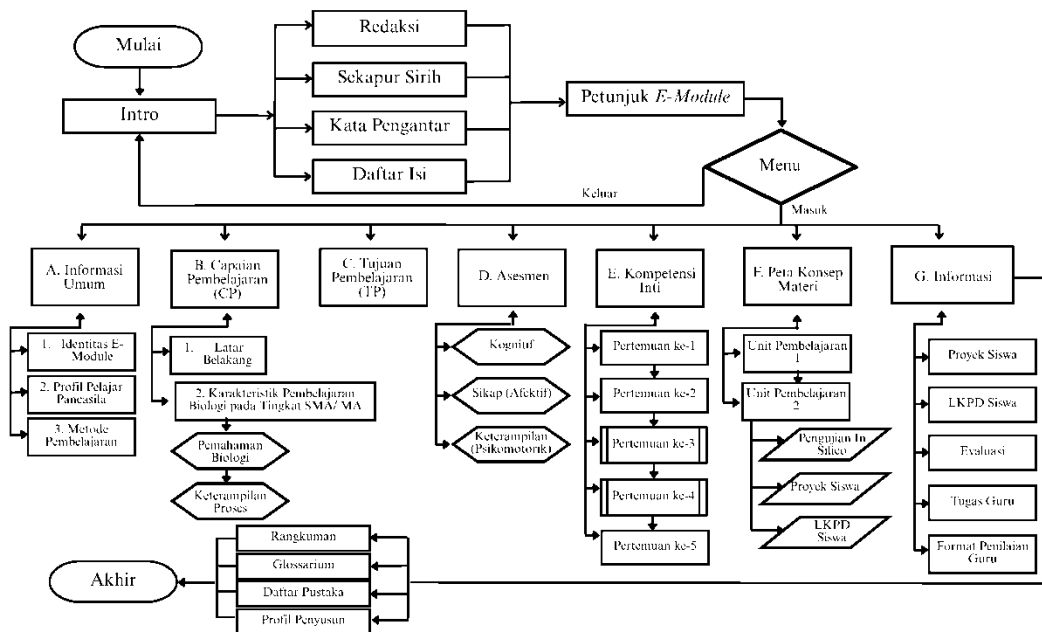 Mulai
Intro
Redaksi
Sekapur Sirih
Kata Pengantar
Daftar Isi
Petunjuk E-Module
Menu
Keluar
Masuk
A. Informasi
Umum
B. Capaian
Pembelajaran
(CP)
C. Tujuan
Pembelajaran
(TP)
D. Asesmen
E. Kompetensi
Inti
F. Peta Konsep
Materi
G. Informasi
1. Identitas E-
Module
2. Profil Pelajar
Pancasila
3. Metode
Pembelajaran
1. Latar
Belakang
2. Karakteristik Pembelajaran
Biologi pada Tingkat SMA/ MA
Pemahaman
Biologi
Keterampilan
Proses
Kognitif
Sikap (Afektif)
Keterampilan
(Psikomotorik)
Pertemuan ke-1
Pertemuan ke-2
Pertemuan ke-3
Pertemuan ke-4
Pertemuan ke-5
Unit Pembelajaran
1
Unit Pembelajaran
2
Pengujian In
Silico
Proyek Siswa
LKPD
Siswa
Proyek Siswa
LKPD Siswa
Evaluasi
Tugas Guru
Format Penilaian
Guru
Rangkuman
Glossarium
Daftar Pustaka
Profil Penyusun
Akhir